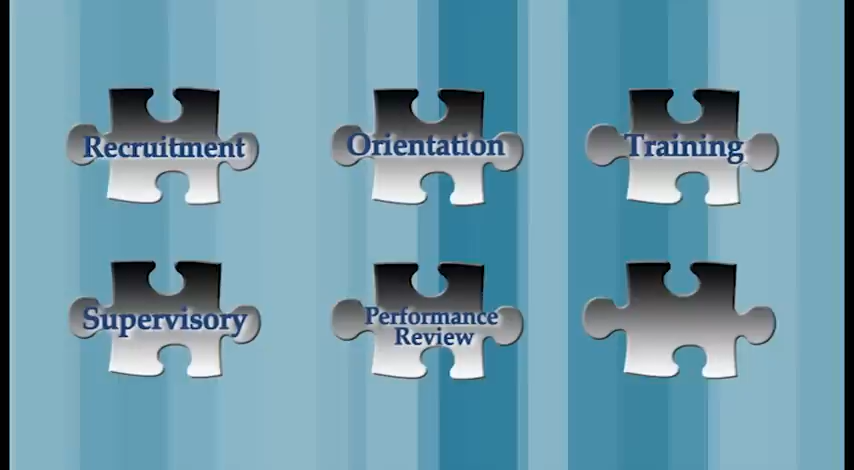 Recruitment
Orientation
Training
Supervisory
Performance
Review